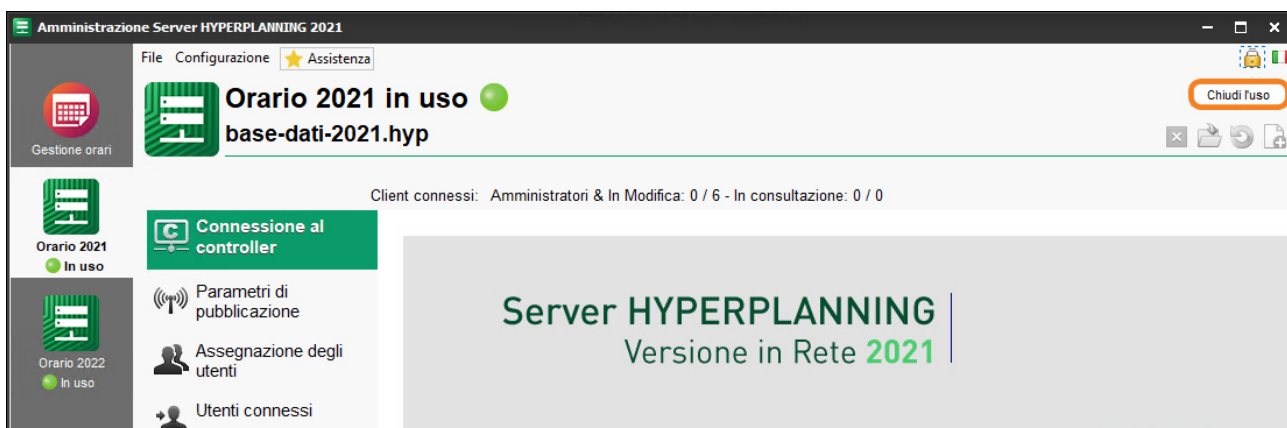 Amministrazione Server HYPERPLANNING 2021
File Configurazione Assistenza
Gestione orari
Orario 2021 in uso
base-dati-2021.hyp
Chiudi l'uso
Client connessi: Amministratori & In Modifica: 0 / 6 - In consultazione: 0 / 0
Orario 2021
In uso
Orario 2022
In uso
C
Connessione al
controller
Parametri di
pubblicazione
Assegnazione degli
utenti
Utenti connessi
Server HYPERPLANNING
Versione in Rete 2021